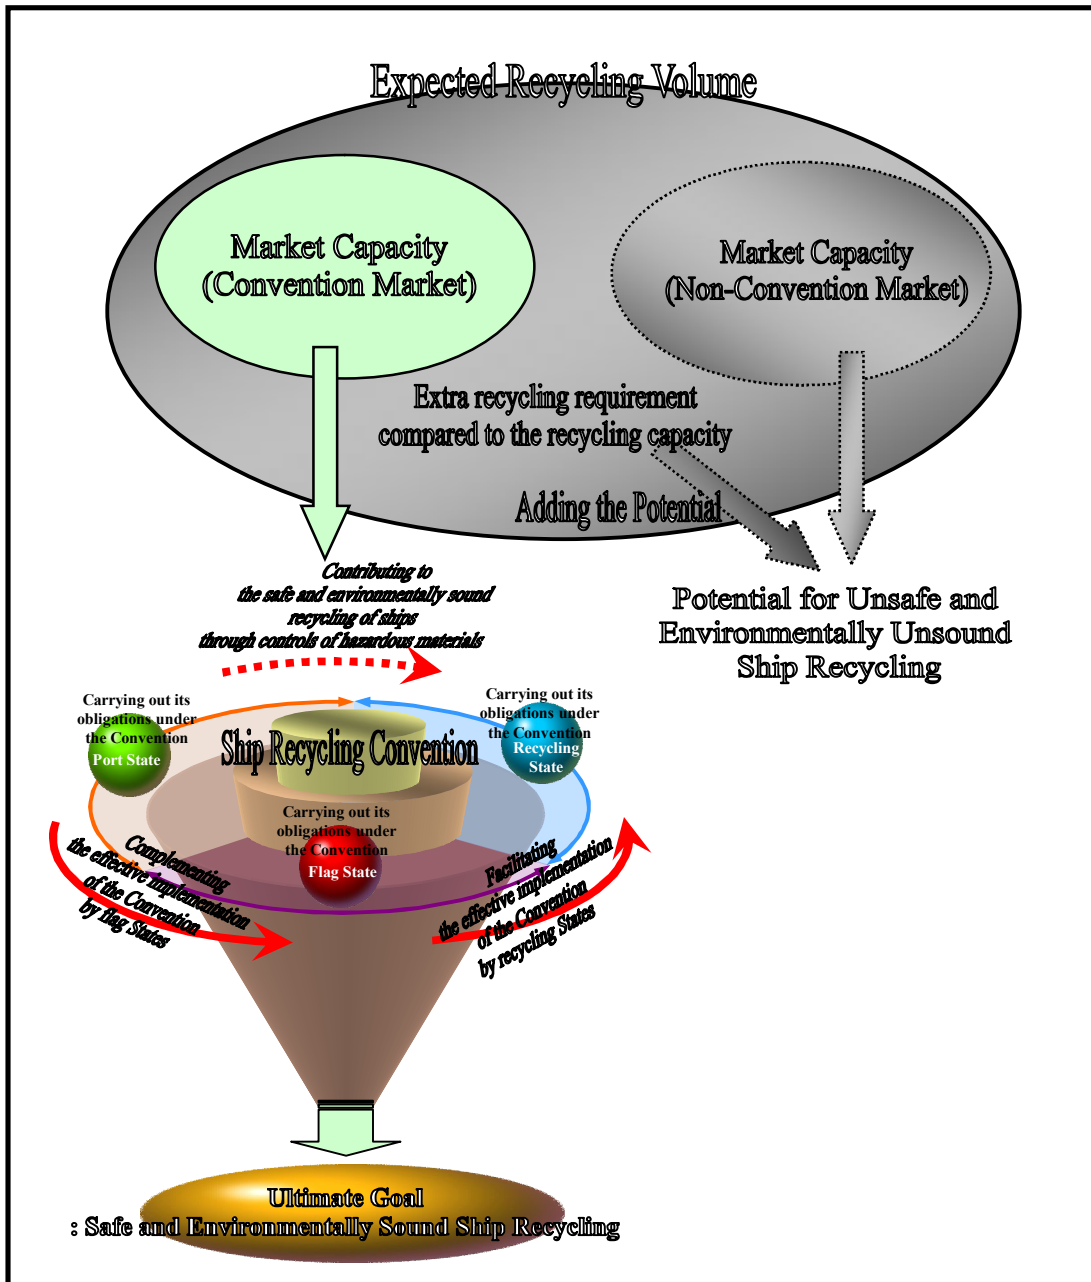 Expected Recycling Volume
Market Capacity
(Convention Market)
Market Capacity
(Non-Convention Market)
Extra recycling requirement
compared to the recycling capacity
Adding the Potential
Contributing to
the safe and environmentally sound
recycling of ships
through controls of hazardous materials
Potential for Unsafe and
Environmentally Unsound
Ship Recycling
Carrying out its
obligations under
the Convention
Port State
Ship Recycling Convention
Carrying out its
obligations under
the Convention
Recycling
State
Carrying out its
obligations under
the Convention
Flag State
Complementing
the effective implementation
of the Convention
by flag States
Facilitating
the effective implementation
of the Convention
by recycling States
Ultimate Goal
: Safe and Environmentally Sound Ship Recycling